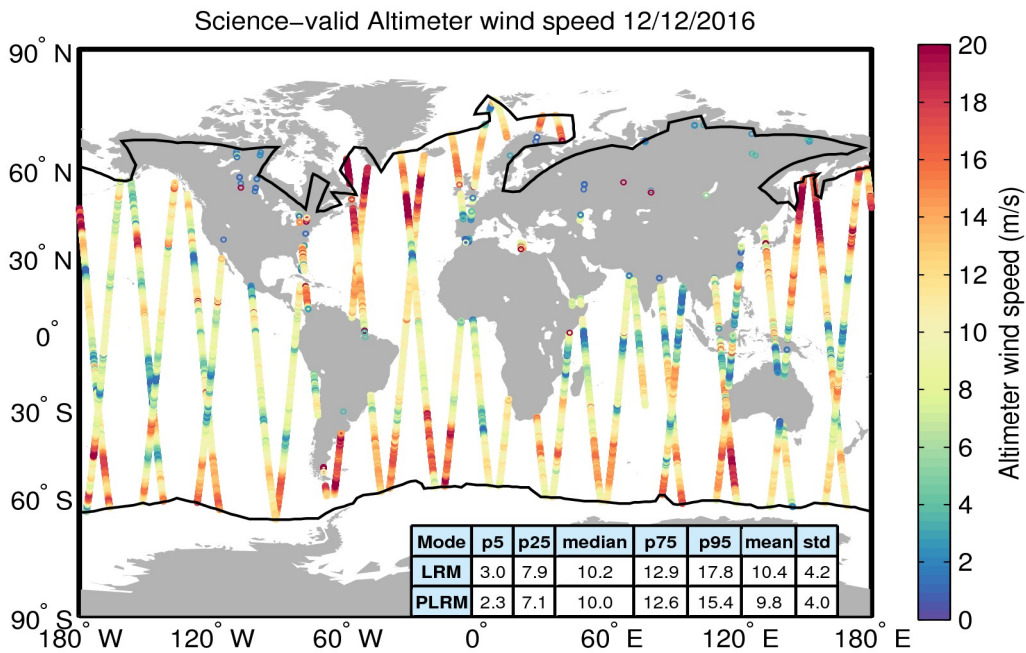 Science−valid Altimeter wind speed 12/12/2016
90° N
60° N
30° N
0°
30° S
60° S
90° S
180° W
120° W
60° W
0°
60° E
120° E
180° E
Mode p5 p25 median p75 p95 mean std
LRM 3.0 7.9 10.2 12.9 17.8 10.4 4.2
PLRM 2.3 7.1 10.0 12.6 15.4 9.8 4.0
20
18
16
14
12
10
8
6
4
2
0
Altimeter wind speed (m/s)